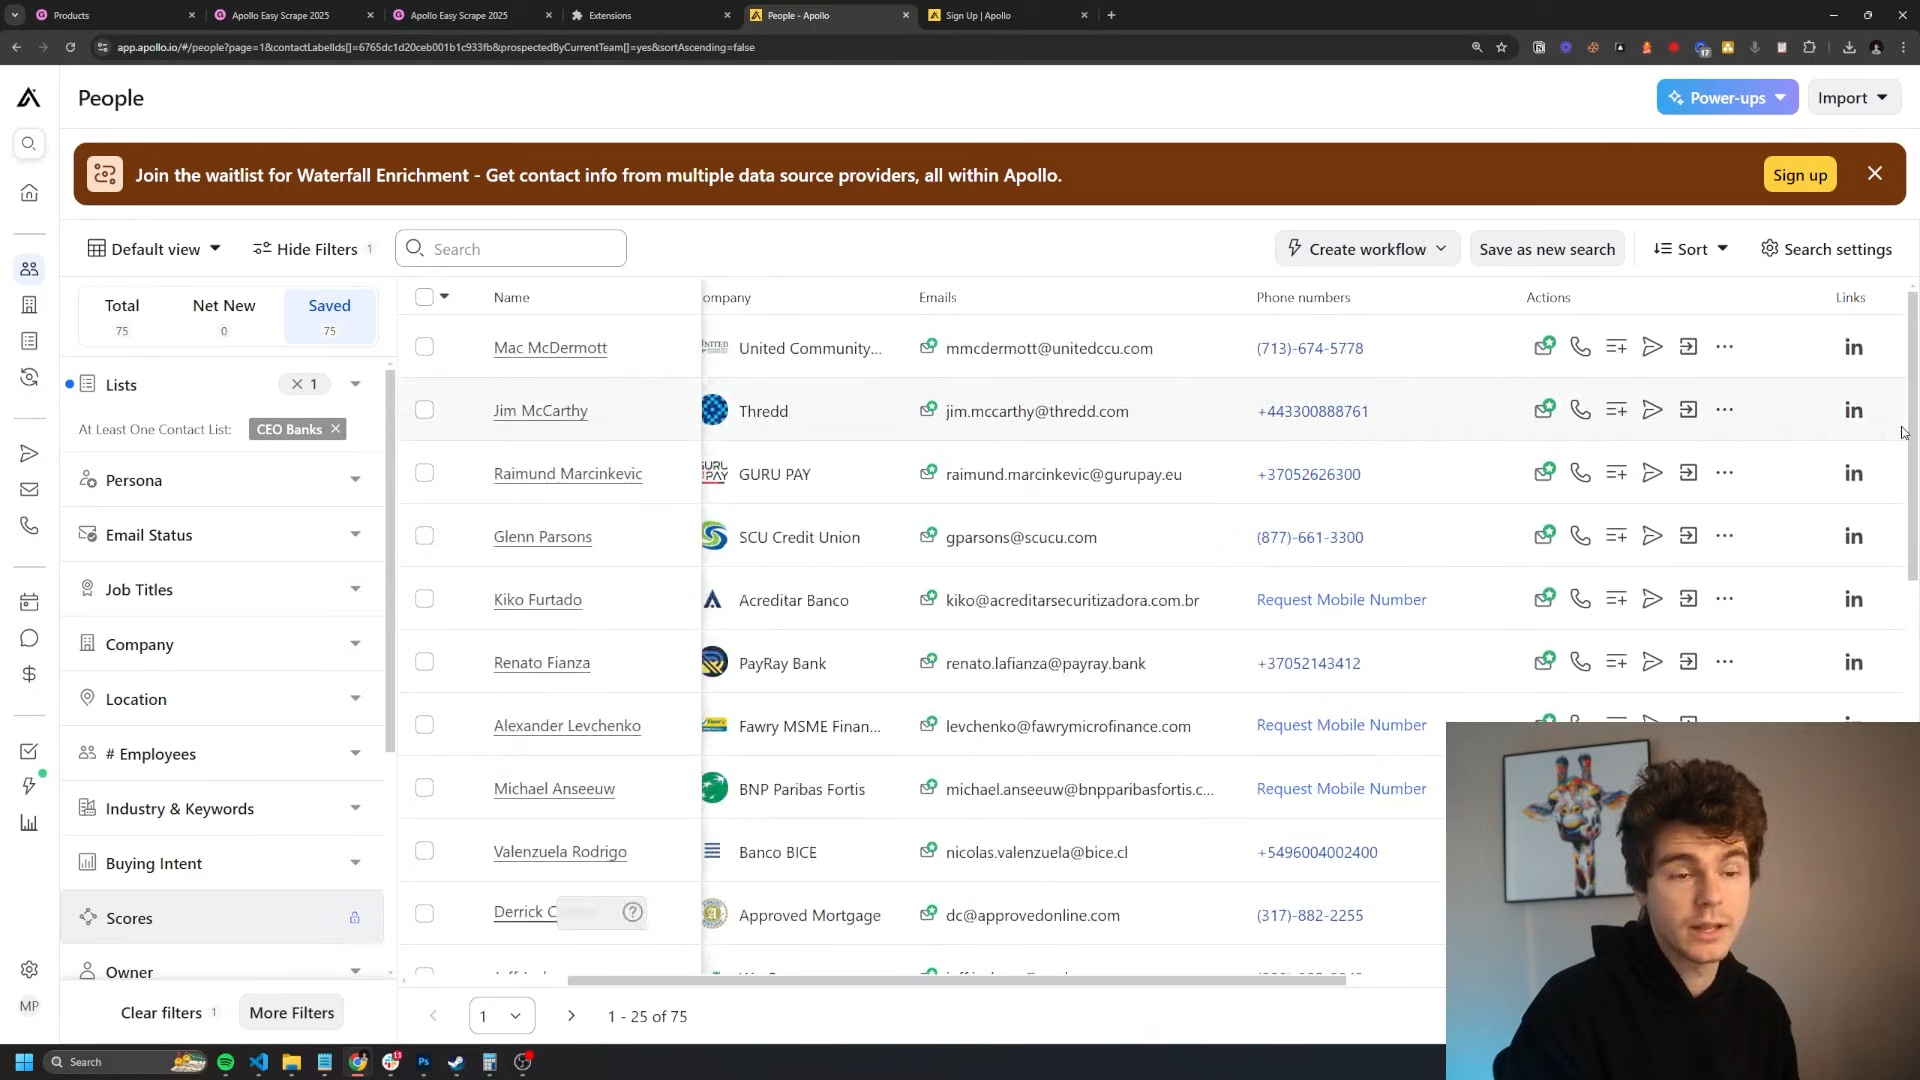 Products
Apollo Easy Scrape 2025
Apollo Easy Scrape 2025
Extensions
People - Apollo
Sign Up | Apollo
app.apollo.io/#/people?page=1&contactLabelIds[]=6765dc1d20ceb001b1c933fb&prospectedByCurrentTeam[]=yes&sortAscending=false
17
People
Power-ups
Import
Join the waitlist for Waterfall Enrichment - Get contact info from multiple data source providers, all within Apollo.
Sign up
Default view
Hide Filters 1
Search
Create workflow
Save as new search
Sort
Search settings
Total
75
Net New
0
Saved
75
Name
ompany
Emails
Phone numbers
Actions
Links
Lists
1
At Least One Contact List:
CEO Banks
Persona
Email Status
Job Titles
Company
Location
# Employees
Industry & Keywords
Buying Intent
Scores
Owner
Clear filters 1
More Filters
MP
Mac McDermott United Community... mmcdermott@unitedccu.com (713)-674-5778 in
Jim McCarthy Thredd jim.mccarthy@thredd.com +443300888761 in
Raimund Marcinkevic GURU PAY raimund.marcinkevic@gurupay.eu +37052626300 in
Glenn Parsons SCU Credit Union gparsons@scucu.com (877)-661-3300 in
Kiko Furtado Acreditar Banco kiko@acreditarsecuritizadora.com.br Request Mobile Number in
Renato Fianza PayRay Bank renato.lafianza@payray.bank +37052143412 in
Alexander Levchenko Fawry MSME Finan... levchenko@fawrymicrofinance.com Request Mobile Number
Michael Anseeuw BNP Paribas Fortis michael.anseeuw@bnpparibasfortis.c... Request Mobile Number
Valenzuela Rodrigo Banco BICE nicolas.valenzuela@bice.cl +5496004002400
Derrick C Approved Mortgage dc@approvedonline.com (317)-882-2255
1
1 - 25 of 75
Search
11
Ps